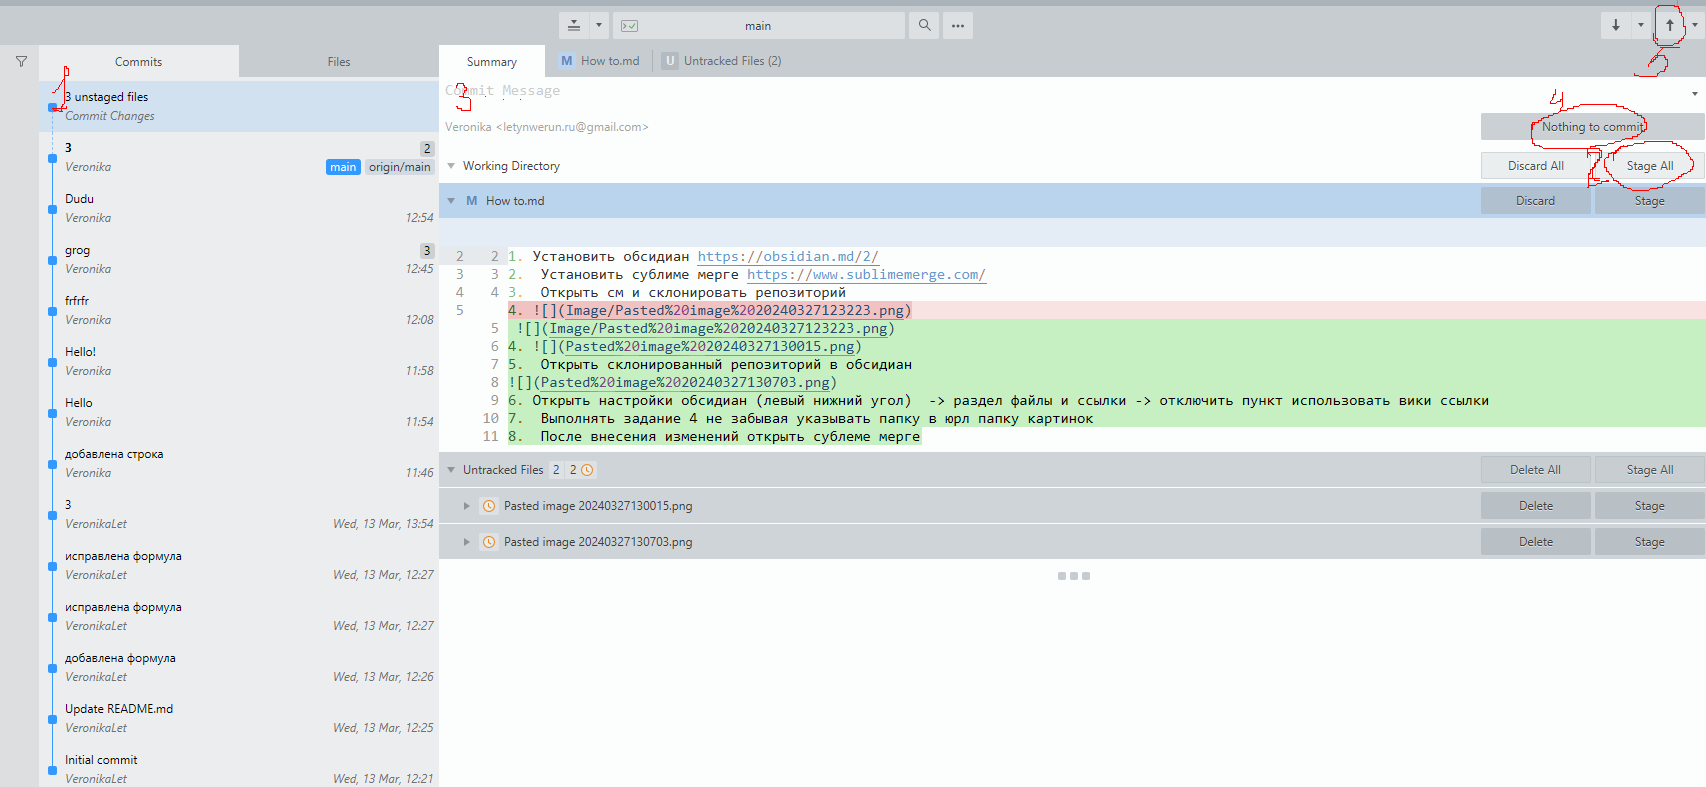 main
Commits
Files
Summary
M How to.md
U Untracked Files (2)
1
5
3 unstaged files
Commit Changes
3
2
Veronika
main
origin/main
Dudu
Veronika
12:54
grog
3
Veronika
12:45
frfrfr
Veronika
12:08
Hello!
Veronika
11:58
Hello
Veronika
11:54
добавлена строка
Veronika
11:46
3
VeronikaLet
Wed, 13 Mar, 13:54
исправлена формула
VeronikaLet
Wed, 13 Mar, 12:27
исправлена формула
VeronikaLet
Wed, 13 Mar, 12:27
добавлена формула
VeronikaLet
Wed, 13 Mar, 12:26
Update README.md
VeronikaLet
Wed, 13 Mar, 12:25
Initial commit
VeronikaLet
Wed, 13 Mar, 12:21
Commit Message
3
Veronika <letynwerun.ru@gmail.com>
4
Nothing to commit
Working Directory
Discard All
2
Stage All
M How to.md
Discard
Stage
2 2 1. Установить обсидиан https://obsidian.md/2/
3 3 2. Установить сублиме мерге https://www.sublimemerge.com/
4 4 3. Открыть см и склонировать репозиторий
5 4. ![](Image/Pasted%20image%2020240327123223.png)
5 ![](Image/Pasted%20image%2020240327123223.png)
6 4. ![](Pasted%20image%2020240327130015.png)
7 5. Открыть склонированный репозиторий в обсидиан
8 ![](Pasted%20image%2020240327130703.png)
9 6. Открыть настройки обсидиан (левый нижний угол) -> раздел файлы и ссылки -> отключить пункт использовать вики ссылки
10 7. Выполнять задание 4 не забывая указывать папку в юрл папку картинок
11 8. После внесения изменений открыть сублеме мерге
Untracked Files 2 2
Delete All
Stage All
Pasted image 20240327130015.png
Delete
Stage
Pasted image 20240327130703.png
Delete
Stage